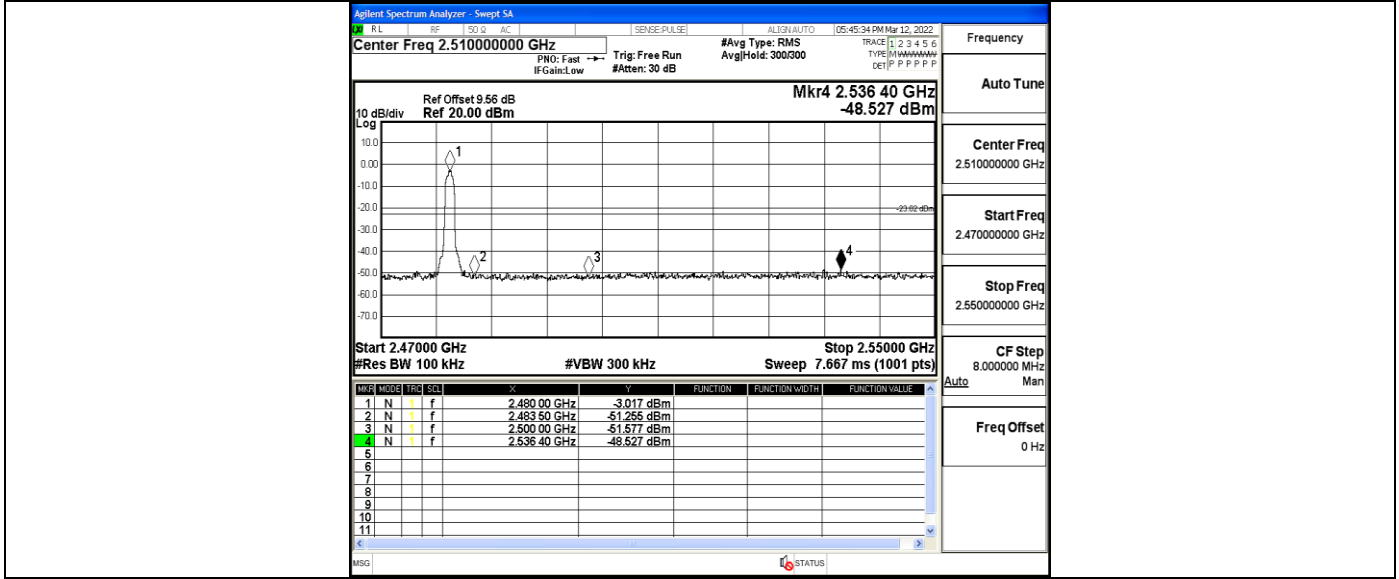 Agilent Spectrum Analyzer - Swept SA
RL RF 50 Ω AC SENSE:PULSE ALIGNAUTO 05:45:34 PM Mar 12, 2022
Center Freq 2.510000000 GHz
PNO: Fast
IFGain:Low
Trig: Free Run
#Atten: 30 dB
#Avg Type: RMS
Avg|Hold: 300/300
TRACE 1 2 3 4 5 6
TYPE M
DET P P P P P P
Frequency
Auto Tune
Center Freq
2.510000000 GHz
Start Freq
2.470000000 GHz
Stop Freq
2.550000000 GHz
CF Step
8.000000 MHz
Auto Man
Freq Offset
0 Hz
Mkr4 2.536 40 GHz
-48.527 dBm
Ref Offset 9.56 dB
10 dB/div Ref 20.00 dBm
Log
10.0
0.00
-10.0
-20.0
-30.0
-40.0
-50.0
-60.0
-70.0
1
2
3
4
-23.02 dBm
Start 2.47000 GHz Stop 2.55000 GHz
#Res BW 100 kHz #VBW 300 kHz Sweep 7.667 ms (1001 pts)
MKR MODE TRC SCL X Y FUNCTION FUNCTION WIDTH FUNCTION VALUE
1 N 1 f 2.480 00 GHz -3.017 dBm
2 N 1 f 2.483 50 GHz -51.255 dBm
3 N 1 f 2.500 00 GHz -51.577 dBm
4 N 1 f 2.536 40 GHz -48.527 dBm
5
6
7
8
9
10
11
MSG STATUS